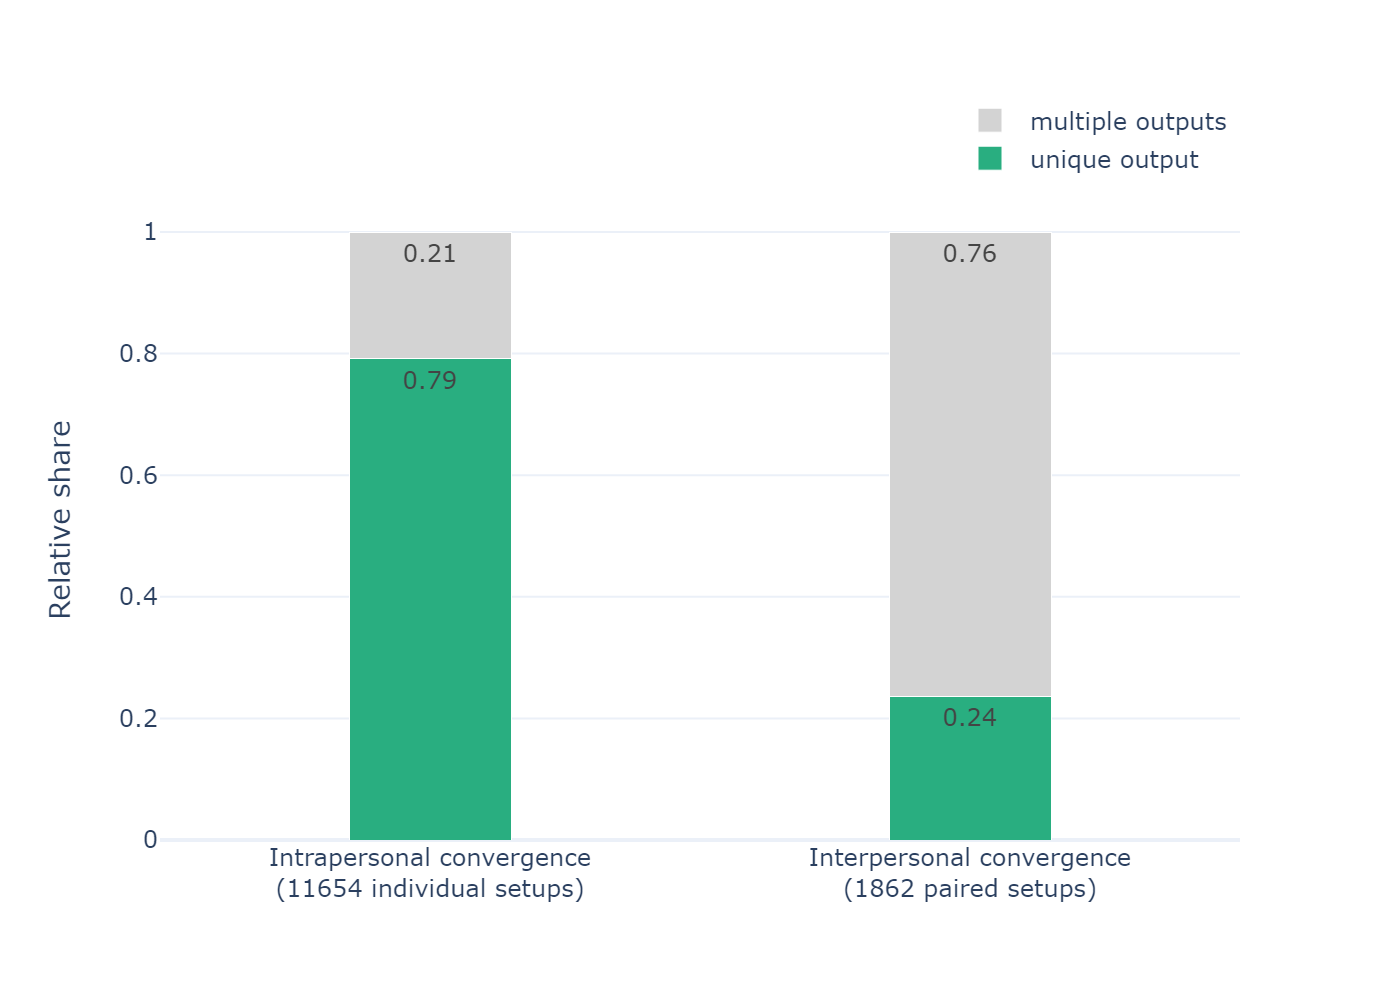 multiple outputs
unique output
Relative share
1
0.8
0.6
0.4
0.2
0
0.21
0.79
0.76
0.24
Intrapersonal convergence
(11654 individual setups)
Interpersonal convergence
(1862 paired setups)